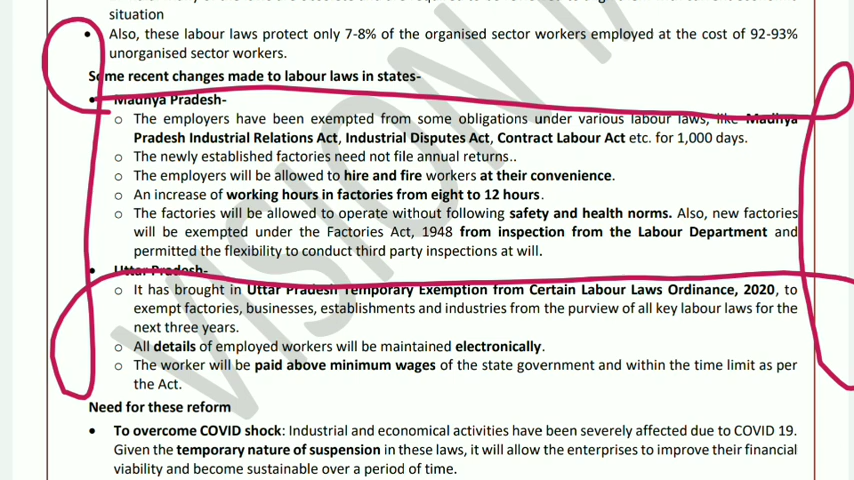 situation
• Also, these labour laws protect only 7-8% of the organised sector workers employed at the cost of 92-93%
unorganised sector workers.
Some recent changes made to labour laws in states-
• Madhya Pradesh-
o The employers have been exempted from some obligations under various labour laws, like Madhya
Pradesh Industrial Relations Act, Industrial Disputes Act, Contract Labour Act etc. for 1,000 days.
o The newly established factories need not file annual returns..
o The employers will be allowed to hire and fire workers at their convenience.
o An increase of working hours in factories from eight to 12 hours.
o The factories will be allowed to operate without following safety and health norms. Also, new factories
will be exempted under the Factories Act, 1948 from inspection from the Labour Department and
permitted the flexibility to conduct third party inspections at will.
• Uttar Pradesh-
o It has brought in Uttar Pradesh Temporary Exemption from Certain Labour Laws Ordinance, 2020, to
exempt factories, businesses, establishments and industries from the purview of all key labour laws for the
next three years.
o All details of employed workers will be maintained electronically.
o The worker will be paid above minimum wages of the state government and within the time limit as per
the Act.
Need for these reform
• To overcome COVID shock: Industrial and economical activities have been severely affected due to COVID 19.
Given the temporary nature of suspension in these laws, it will allow the enterprises to improve their financial
viability and become sustainable over a period of time.
VISION